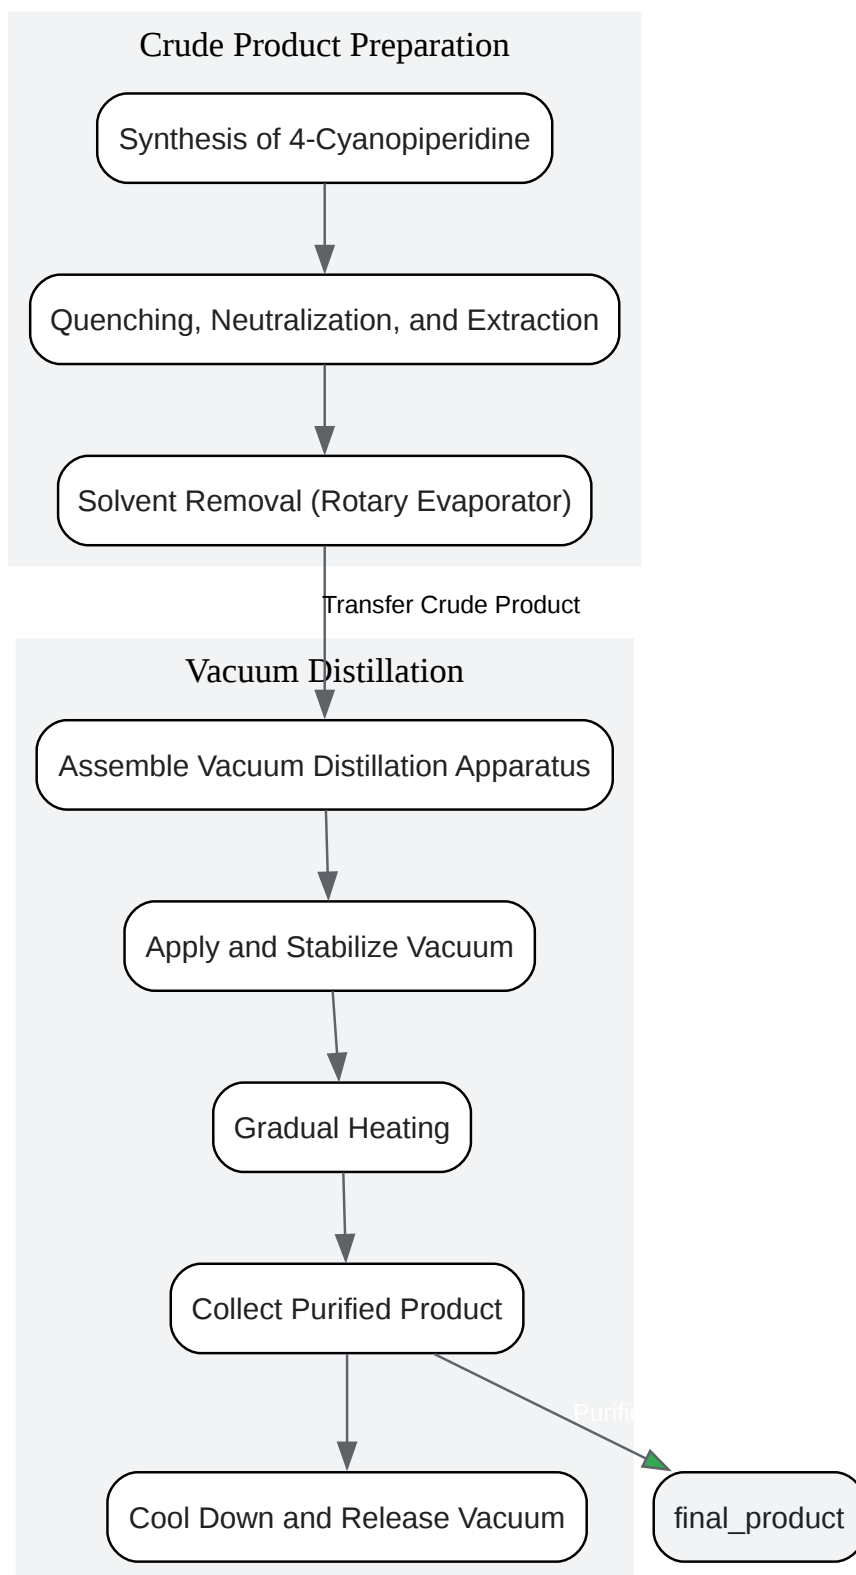 Crude Product Preparation
Synthesis of 4-Cyanopiperidine
Quenching, Neutralization, and Extraction
Solvent Removal (Rotary Evaporator)
Transfer Crude Product
Vacuum Distillation
Assemble Vacuum Distillation Apparatus
Apply and Stabilize Vacuum
Gradual Heating
Collect Purified Product
Cool Down and Release Vacuum
final_product